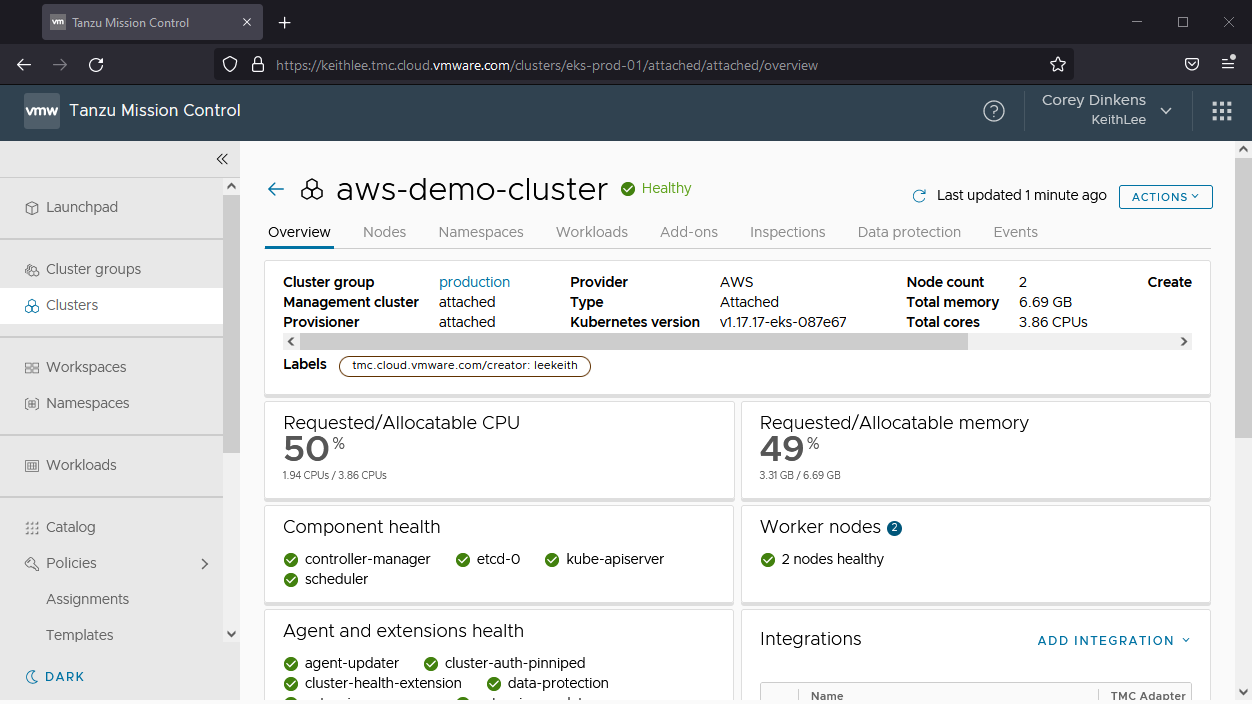 vm Tanzu Mission Control
https://keithlee.tmc.cloud.vmware.com/clusters/eks-prod-01/attached/attached/overview
vmw Tanzu Mission Control
?
Corey Dinkens
KeithLee
Launchpad
Cluster groups
Clusters
Workspaces
Namespaces
Workloads
Catalog
Policies
Assignments
Templates
DARK
aws-demo-cluster Healthy
Last updated 1 minute ago ACTIONS
Overview Nodes Namespaces Workloads Add-ons Inspections Data protection Events
Cluster group production Provider AWS Node count 2 Create
Management cluster attached Type Attached Total memory 6.69 GB
Provisioner attached Kubernetes version v1.17.17-eks-087e67 Total cores 3.86 CPUs
Labels tmc.cloud.vmware.com/creator: leekeith
Requested/Allocatable CPU
50 %
1.94 CPUs / 3.86 CPUs
Requested/Allocatable memory
49 %
3.31 GB / 6.69 GB
Component health
controller-manager etcd-0 kube-apiserver
scheduler
Worker nodes 2
2 nodes healthy
Agent and extensions health
agent-updater cluster-auth-pinniped
cluster-health-extension data-protection
Integrations ADD INTEGRATION
Name TMC Adapter